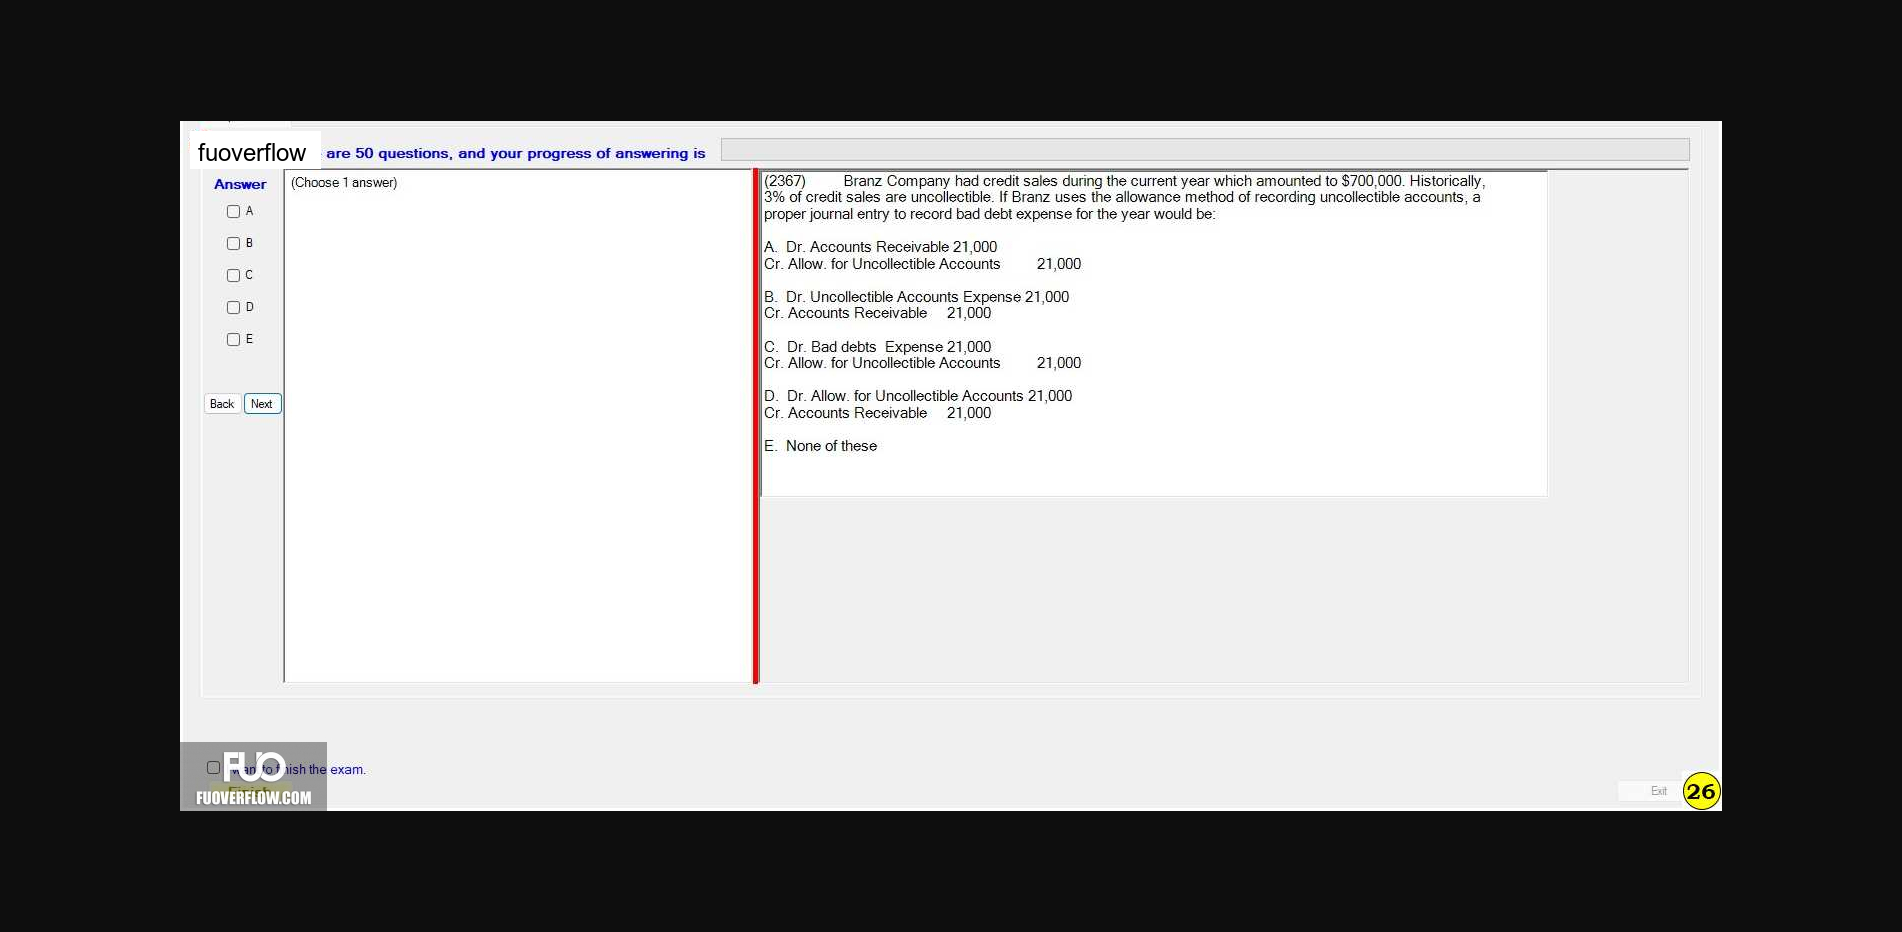 fuoverflow are 50 questions, and your progress of answering is
Answer
(Choose 1 answer)
A
B
C
D
E
Back Next
(2367) Branz Company had credit sales during the current year which amounted to $700,000. Historically,
3% of credit sales are uncollectible. If Branz uses the allowance method of recording uncollectible accounts, a
proper journal entry to record bad debt expense for the year would be:
A. Dr. Accounts Receivable 21,000
Cr. Allow. for Uncollectible Accounts 21,000
B. Dr. Uncollectible Accounts Expense 21,000
Cr. Accounts Receivable 21,000
C. Dr. Bad debts Expense 21,000
Cr. Allow. for Uncollectible Accounts 21,000
D. Dr. Allow. for Uncollectible Accounts 21,000
Cr. Accounts Receivable 21,000
E. None of these
FUO
the exam.
FUOVERFLOW.COM
Exit
26